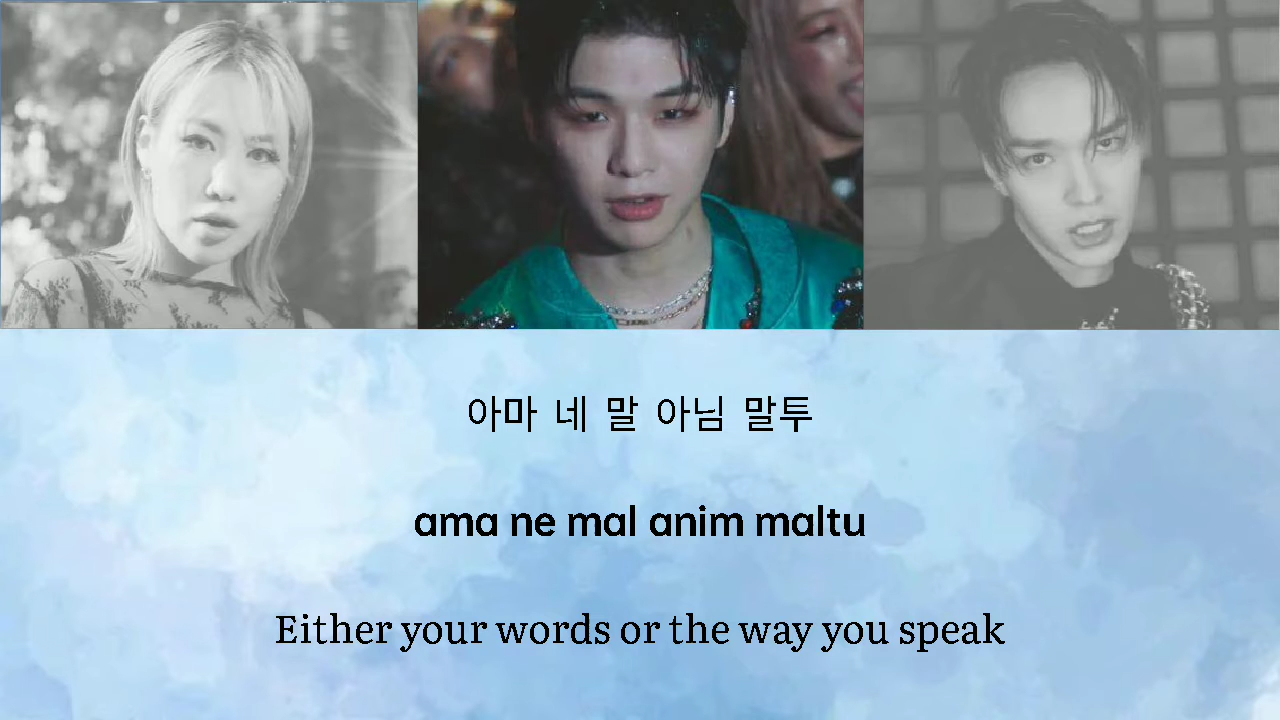 아마 네 말 아님 말투
ama ne mal anim maltu
Either your words or the way you speak